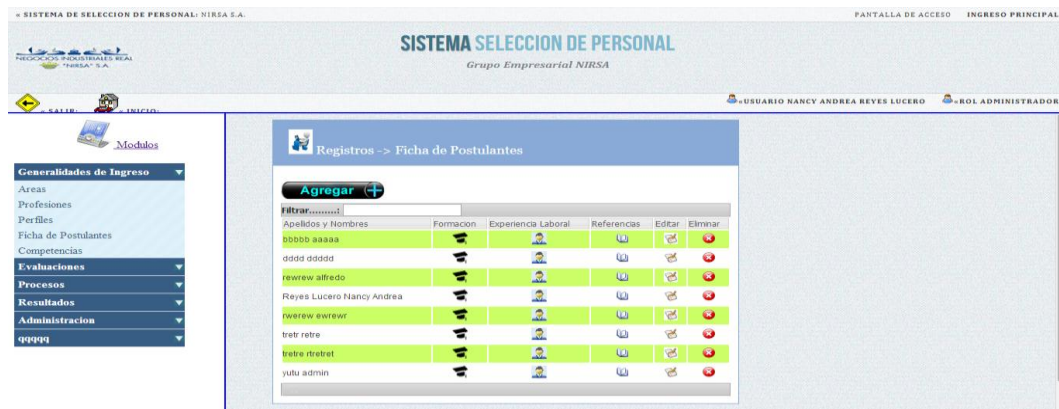 « SISTEMA DE SELECCION DE PERSONAL: NIRSA S.A.
PANTALLA DE ACCESO INGRESO PRINCIPAL
NEGOCIOS INDUSTRIALES REAL
"NIRSA" S.A.
SISTEMA SELECCION DE PERSONAL
Grupo Empresarial NIRSA
« SALIR: « INICIO:
«USUARIO NANCY ANDREA REYES LUCERO «ROL ADMINISTRADOR
Modulos
Generalidades de Ingreso
Areas
Profesiones
Perfiles
Ficha de Postulantes
Competencias
Evaluaciones
Procesos
Resultados
Administracion
qqqqq
Registros -> Ficha de Postulantes
Agregar
Filtrar.........:
Apellidos y Nombres Formacion Experiencia Laboral Referencias Editar Eliminar
bbbbb aaaaa
dddd ddddd
rewrew alfredo
Reyes Lucero Nancy Andrea
rwerew ewrewr
tretr retre
tretre rtretret
yutu admin